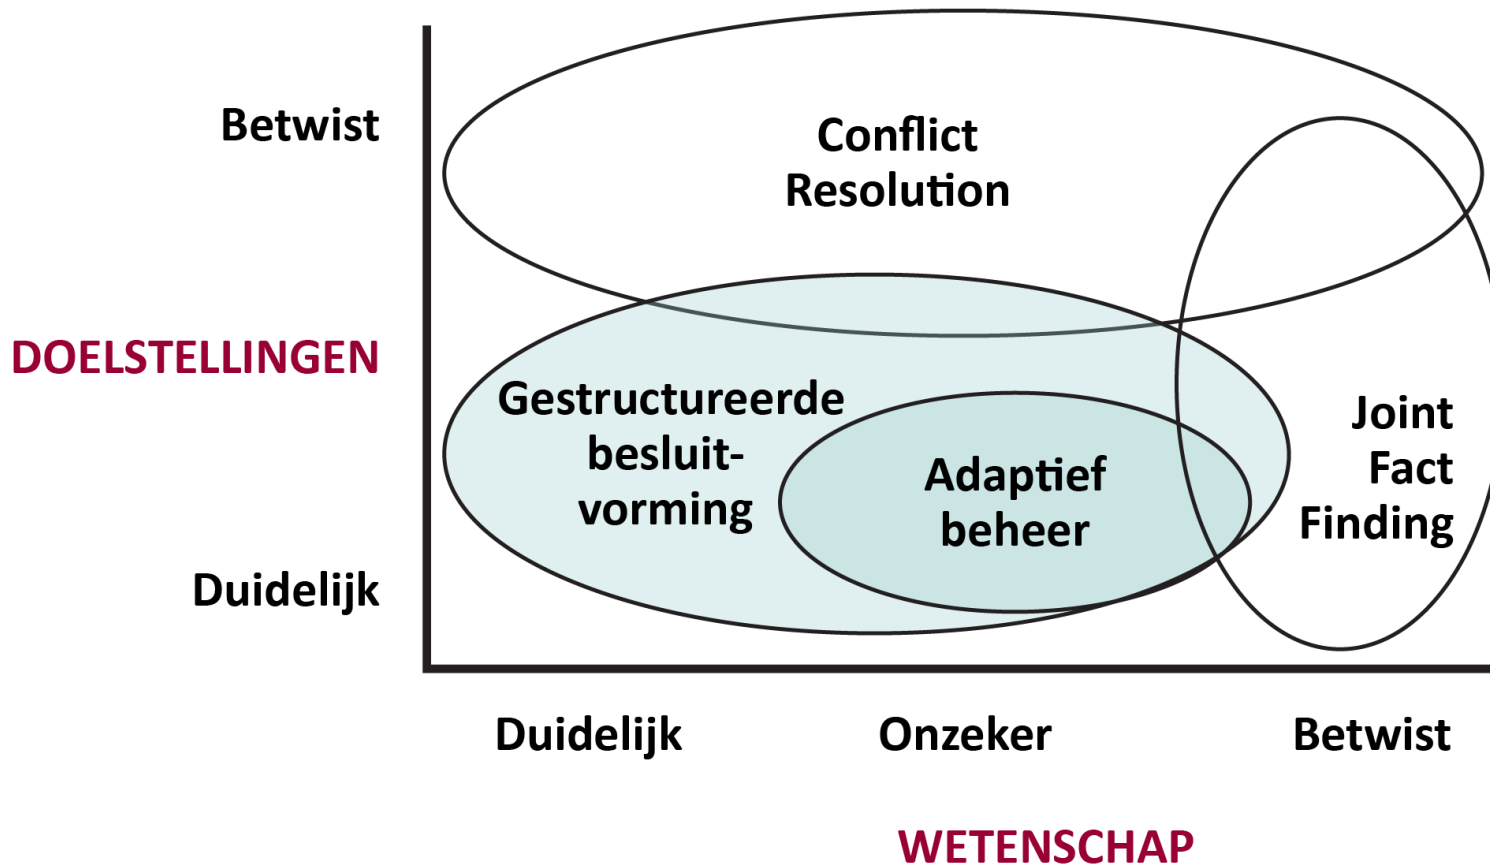 Betwist
Conflict
Resolution
DOELSTELLINGEN
Gestructureerde
besluit-
vorming
Adaptief
beheer
Joint
Fact
Finding
Duidelijk
Duidelijk
Onzeker
Betwist
WETENSCHAP